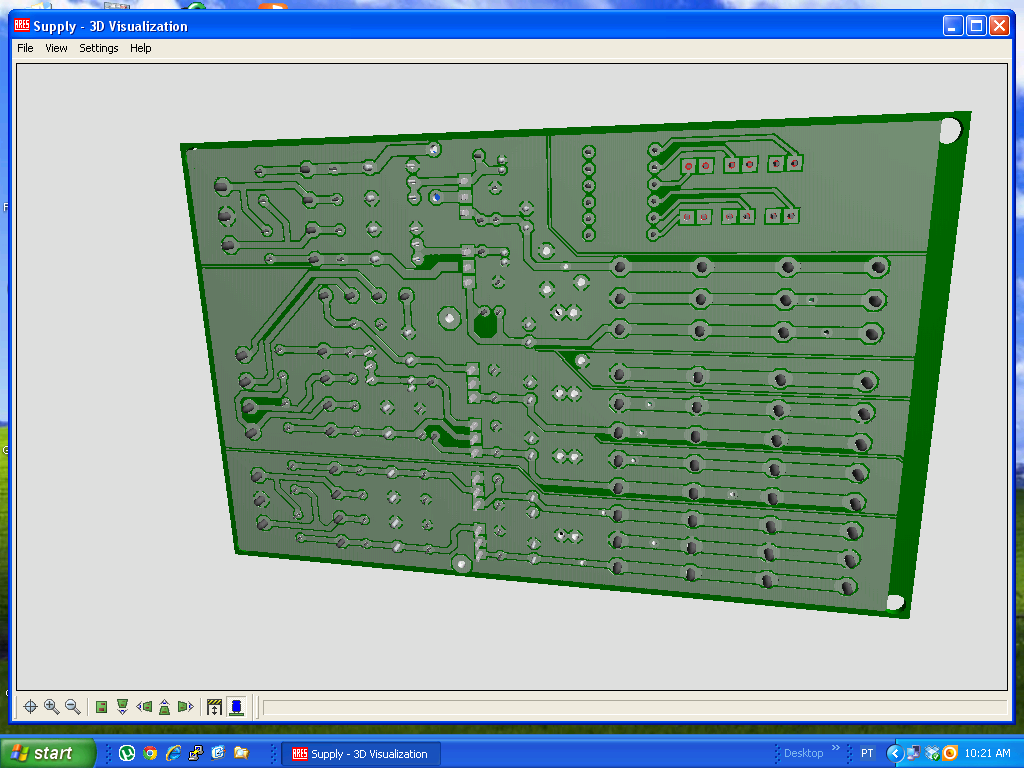 ARES Supply - 3D Visualization
File View Settings Help
start
ARES Supply - 3D Visualization
Desktop
PT
10:21 AM